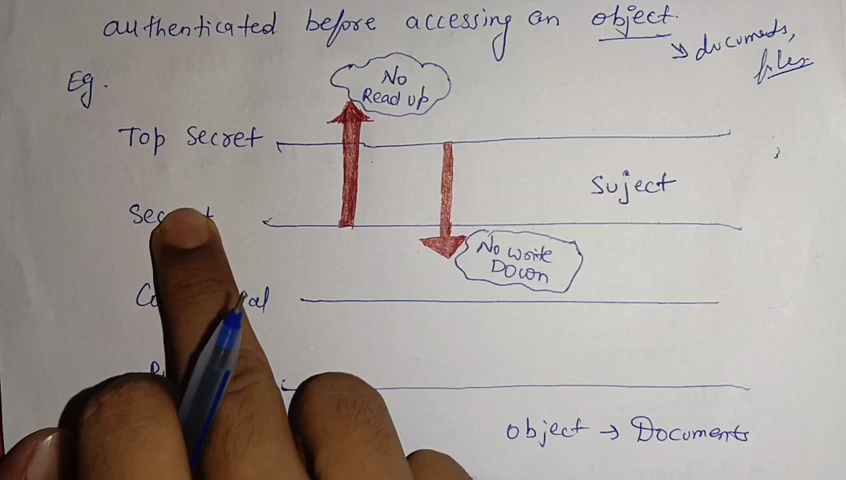 authenticated before accessing an object.
→ documents,
files
Eg.
No
Read up
Top Secret
Suject
No write
Down
object → Documents